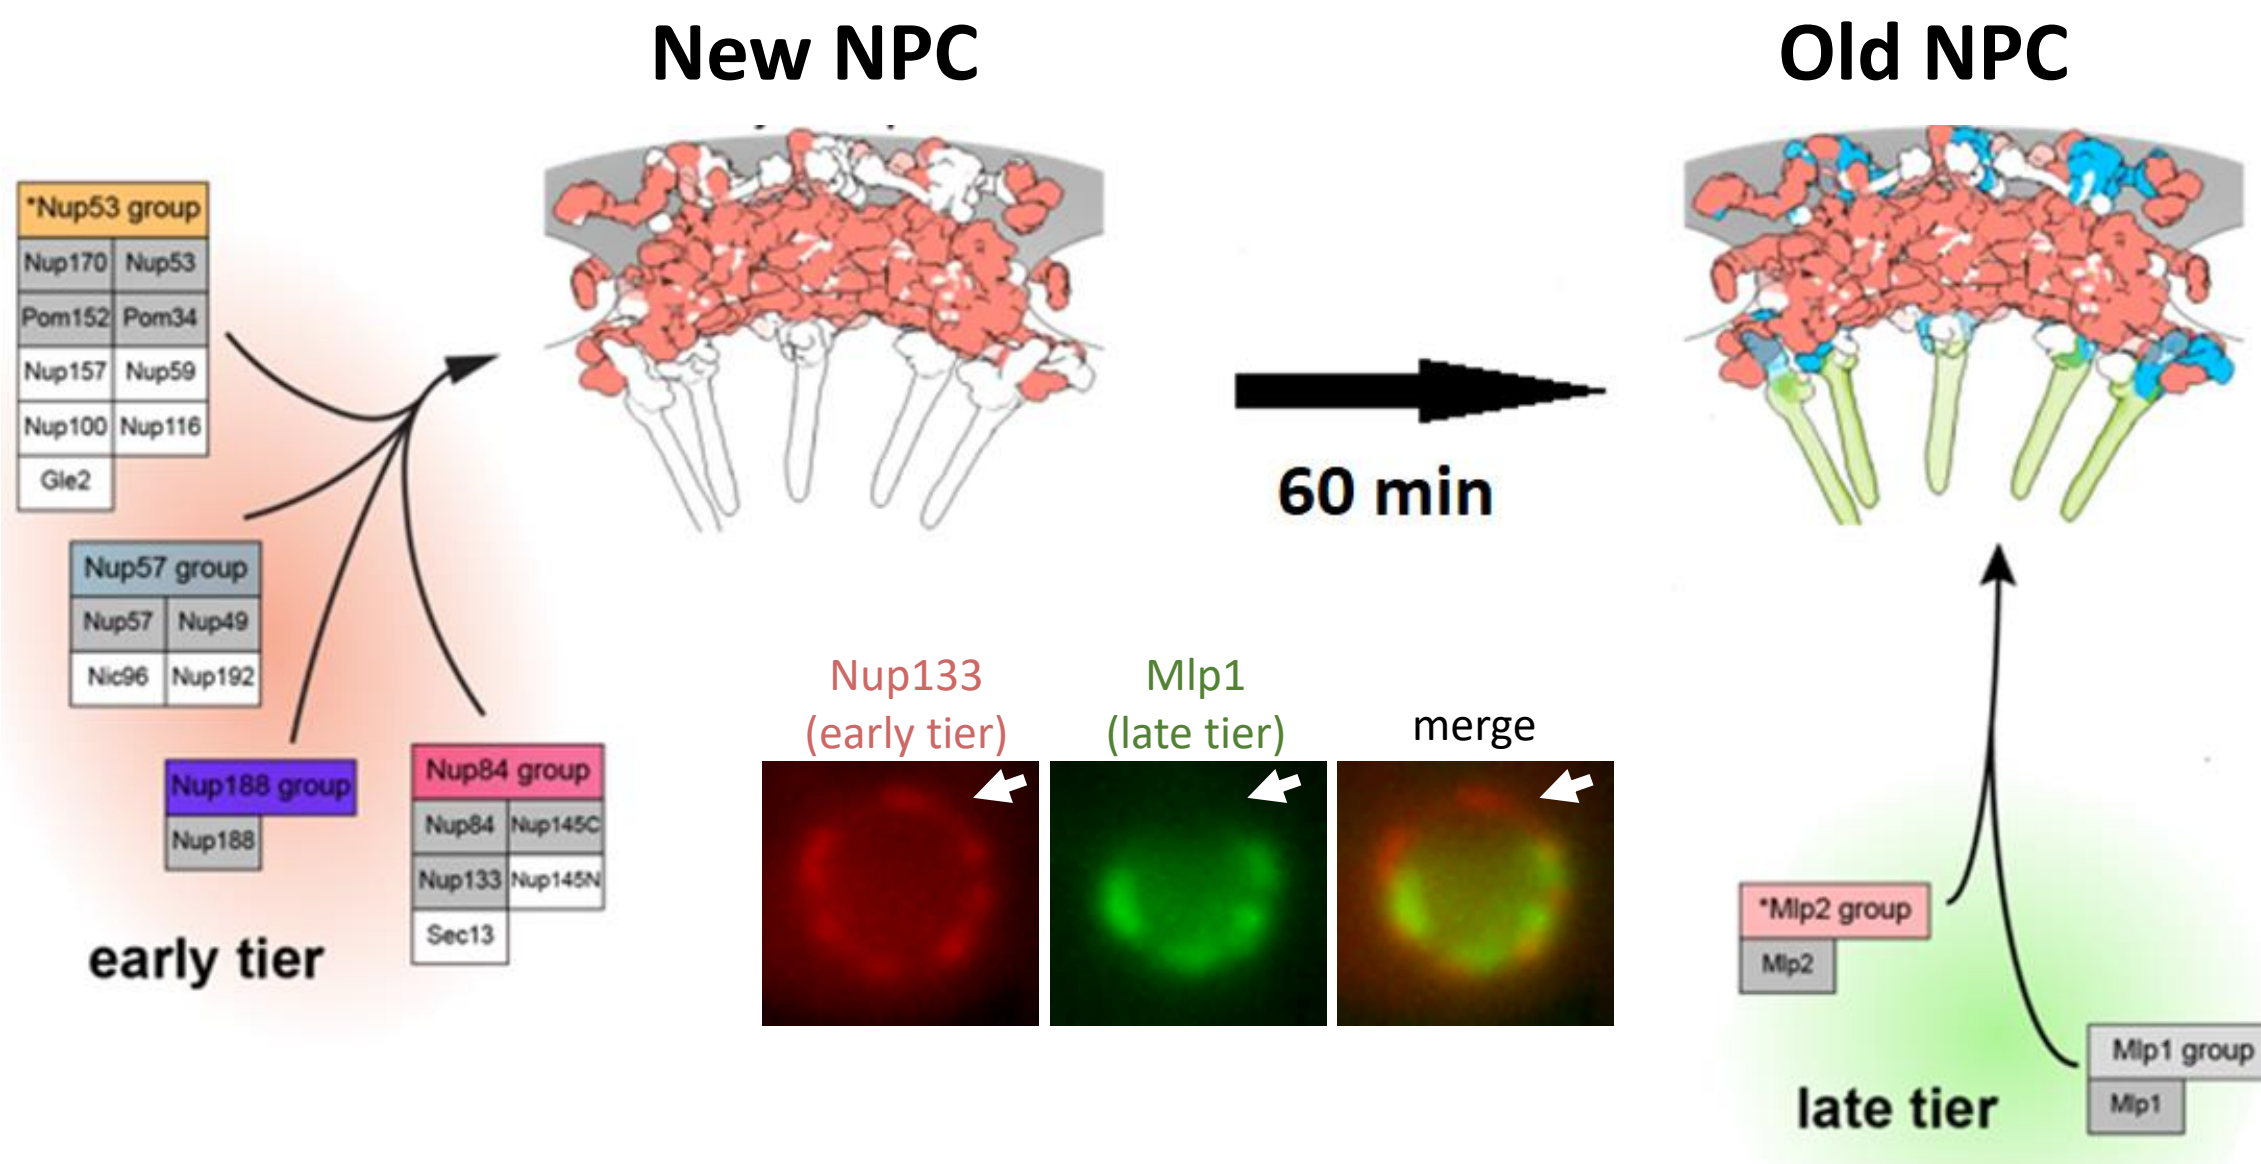 New NPC
Old NPC
*Nup53 group
Nup170 Nup53
Pom152 Pom34
Nup157 Nup59
Nup100 Nup116
Gle2
60 min
Nup57 group
Nup57 Nup49
Nic96 Nup192
Nup188 group
Nup188
Nup84 group
Nup84 Nup145C
Nup133 Nup145N
Sec13
early tier
Nup133
(early tier)
Mlp1
(late tier)
merge
*Mlp2 group
Mlp2
Mlp1 group
Mlp1
late tier